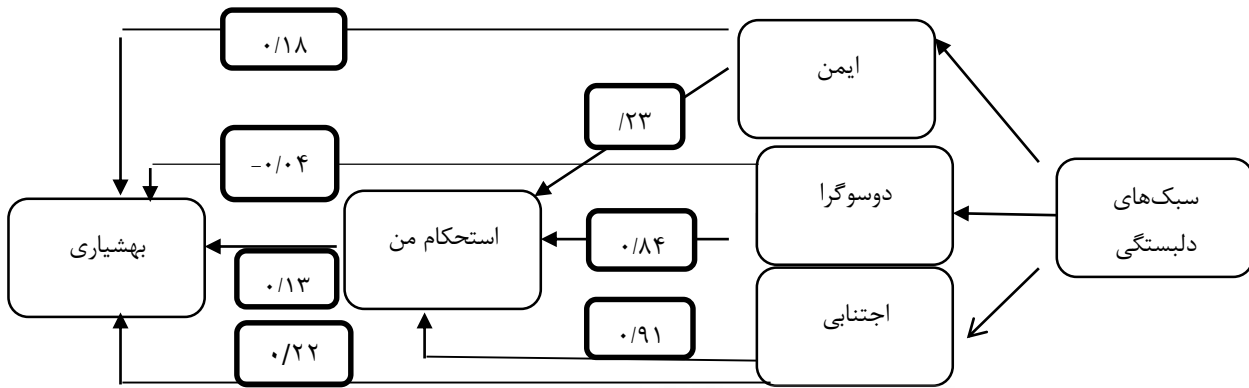 ۰/۱۸
ایمن
/۲۳
-۰/۰۴
دوسوگرا
سبک‌های
دلبستگی
استحکام من
بهشیاری
۰/۸۴
۰/۱۳
اجتنابی
۰/۹۱
۰/۲۲